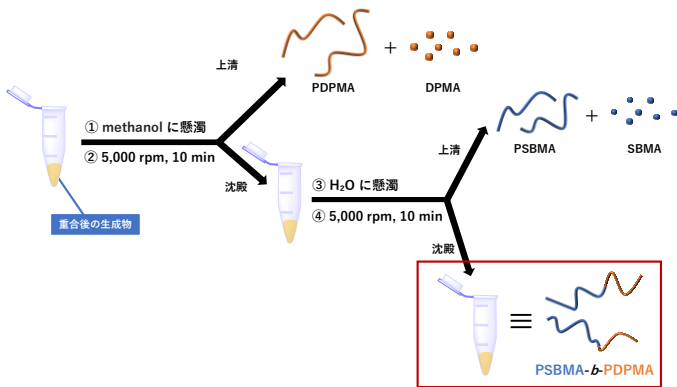 上清
+
PDPMA
DPMA
① methanol に懸濁
② 5,000 rpm, 10 min
沈殿
重合後の生成物
上清
+
PSBMA
SBMA
③ H₂O に懸濁
④ 5,000 rpm, 10 min
沈殿
≡
PSBMA-b-PDPMA